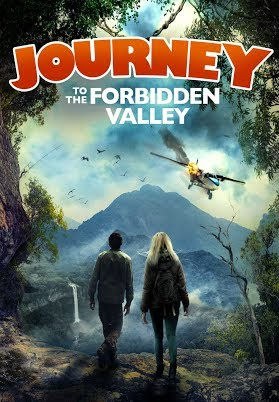 JOURNEY
TO THE FORBIDDEN
VALLEY